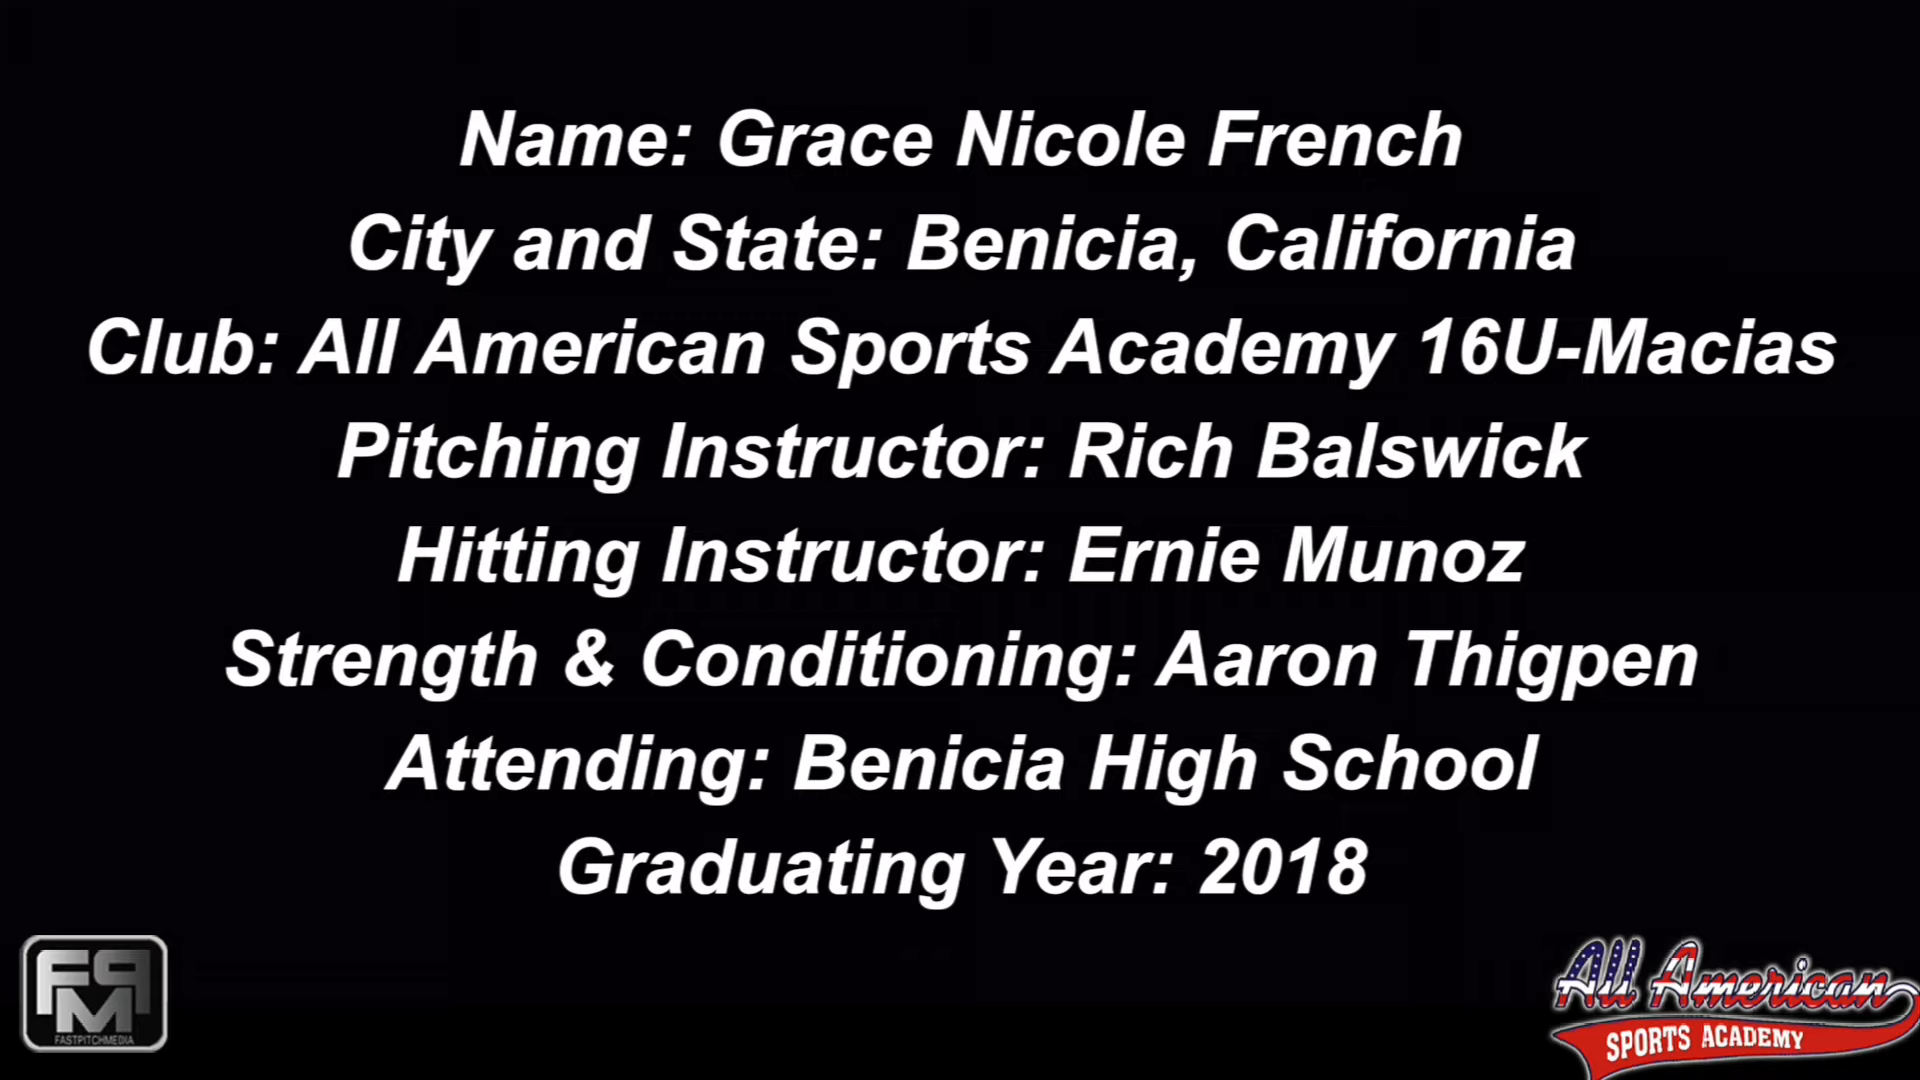 Name: Grace Nicole French
City and State: Benicia, California
Club: All American Sports Academy 16U-Macias
Pitching Instructor: Rich Balswick
Hitting Instructor: Ernie Munoz
Strength & Conditioning: Aaron Thigpen
Attending: Benicia High School
Graduating Year: 2018
FPM
FASTPITCHMEDIA
All American
SPORTS ACADEMY